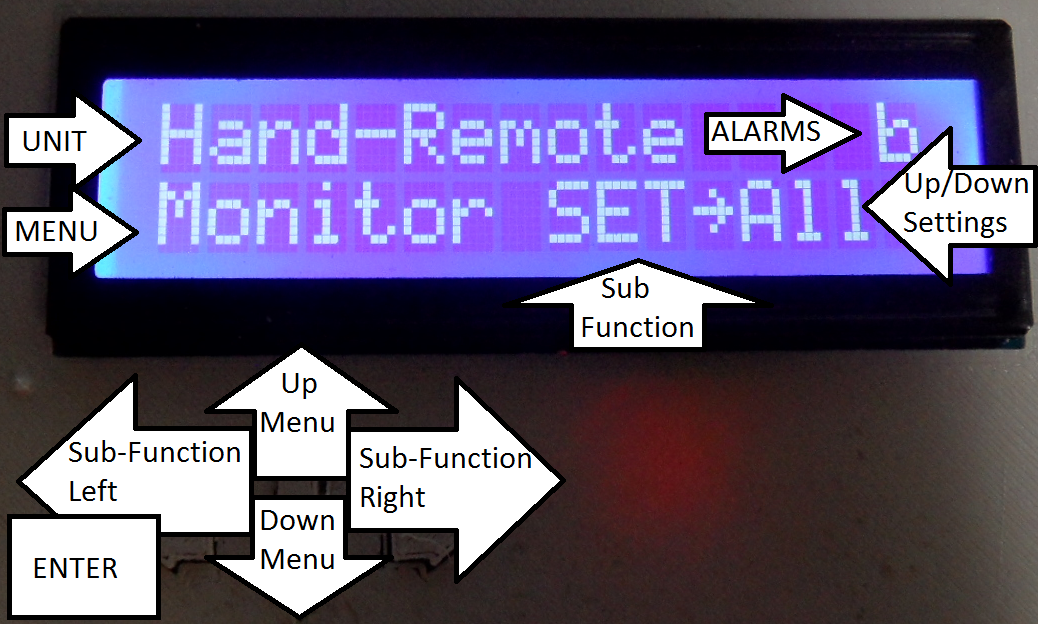 UNIT
Hand-Remote
ALARMS
b
MENU
Monitor SET→All
Up/Down
Settings
Sub
Function
Up
Menu
Sub-Function
Left
Sub-Function
Right
Down
Menu
ENTER